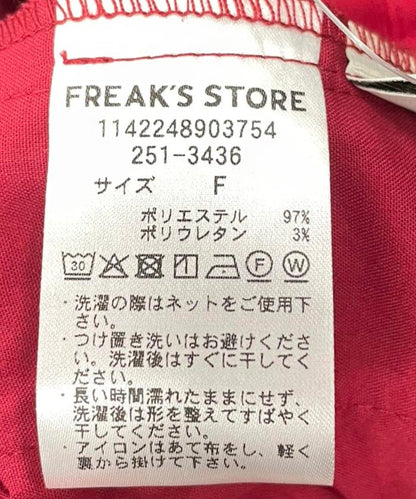 FREAK'S STORE
1142248903754
251-3436
サイズ F
ポリエステル 97%
ポリウレタン 3%
30 F W
・洗濯の際はネットをご使用下
さい。
・つけ置き洗いはお避けくださ
い。洗濯後はすぐに干してくだ
さい。
・長い時間濡れたままにせず、
洗濯後は形を整えてすばやく
干してください。
・アイロンはあて布をし、軽く
裏から掛けて下さい。